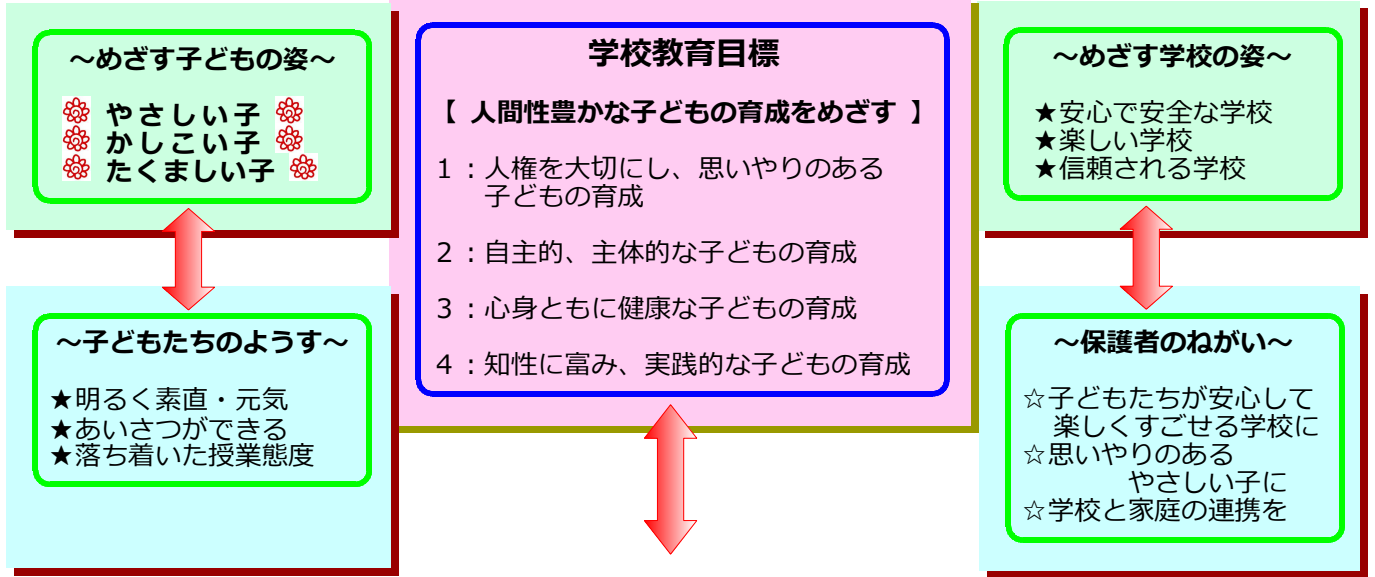 ～めざす子どもの姿～
やさしい子
かしこい子
たくましい子
学校教育目標
【 人間性豊かな子どもの育成をめざす 】
１：人権を大切にし、思いやりのある
子どもの育成
２：自主的、主体的な子どもの育成
３：心身ともに健康な子どもの育成
４：知性に富み、実践的な子どもの育成
～めざす学校の姿～
★安心で安全な学校
★楽しい学校
★信頼される学校
～子どもたちのようす～
★明るく素直・元気
★あいさつができる
★落ち着いた授業態度
～保護者のねがい～
☆子どもたちが安心して
楽しくすごせる学校に
☆思いやりのある
やさしい子に
☆学校と家庭の連携を